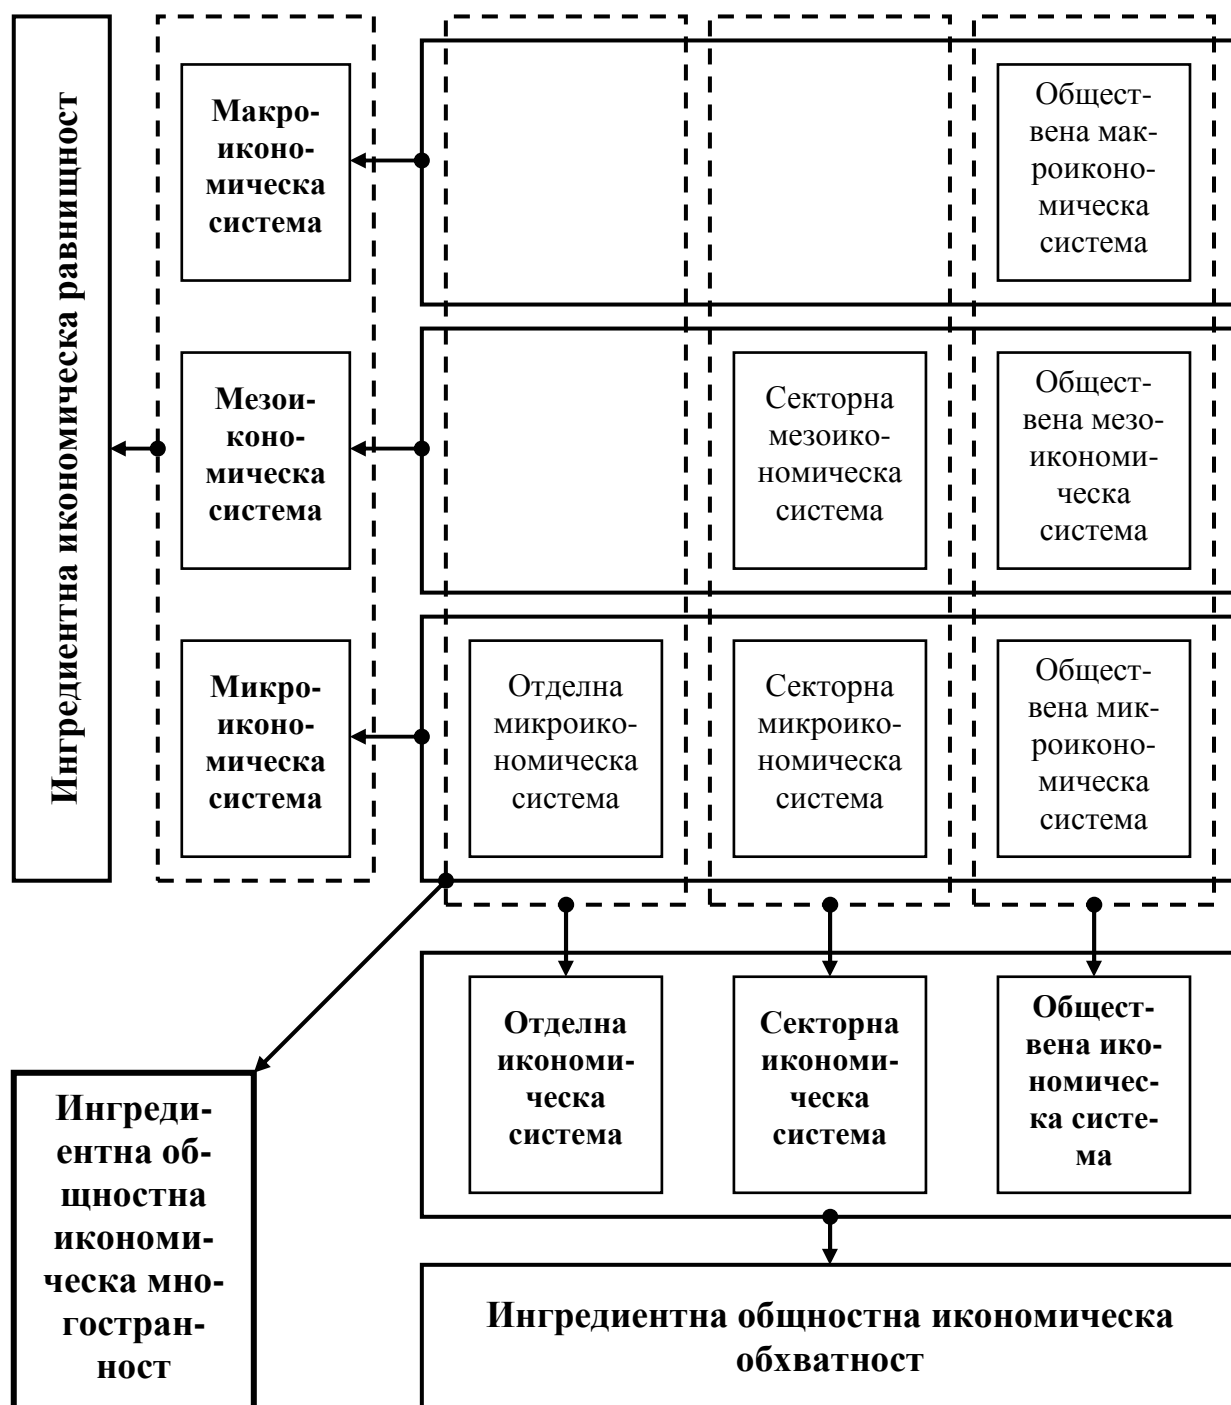 Ингредиентна икономическа равнищност
Макро-
иконо-
мическа
система
Общест-
вена мак-
роиконо-
мическа
система
Мезои-
коно-
мическа
система
Секторна
мезоико-
номическа
система
Общест-
вена мезо-
икономи-
ческа
система
Микро-
иконо-
мическа
система
Отделна
микроико-
номическа
система
Секторна
микроико-
номическа
система
Общест-
вена мик-
роиконо-
мическа
система
Отделна
икономи-
ческа
система
Секторна
икономи-
ческа
система
Общест-
вена ико-
номичес-
ка систе-
ма
Ингреди-
ентна об-
щностна
икономи-
ческа мно-
гостран-
ност
Ингредиентна общностна икономическа
обхватност